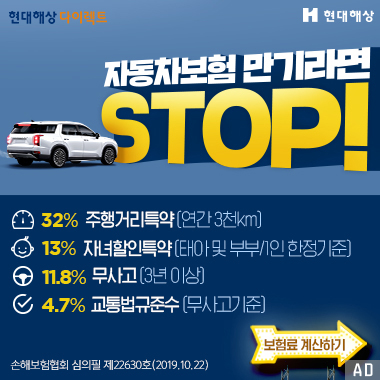 현대해상다이렉트
현대해상
자동차보험 만기라면
STOP!
32% 주행거리특약 (연간 3천km)
13% 자녀할인특약 (태아 및 부부/1인 한정기준)
11.8% 무사고 (3년 이상)
4.7% 교통법규준수 (무사고기준)
보험료 계산하기
손해보험협회 심의필 제22630호(2019.10.22)
AD